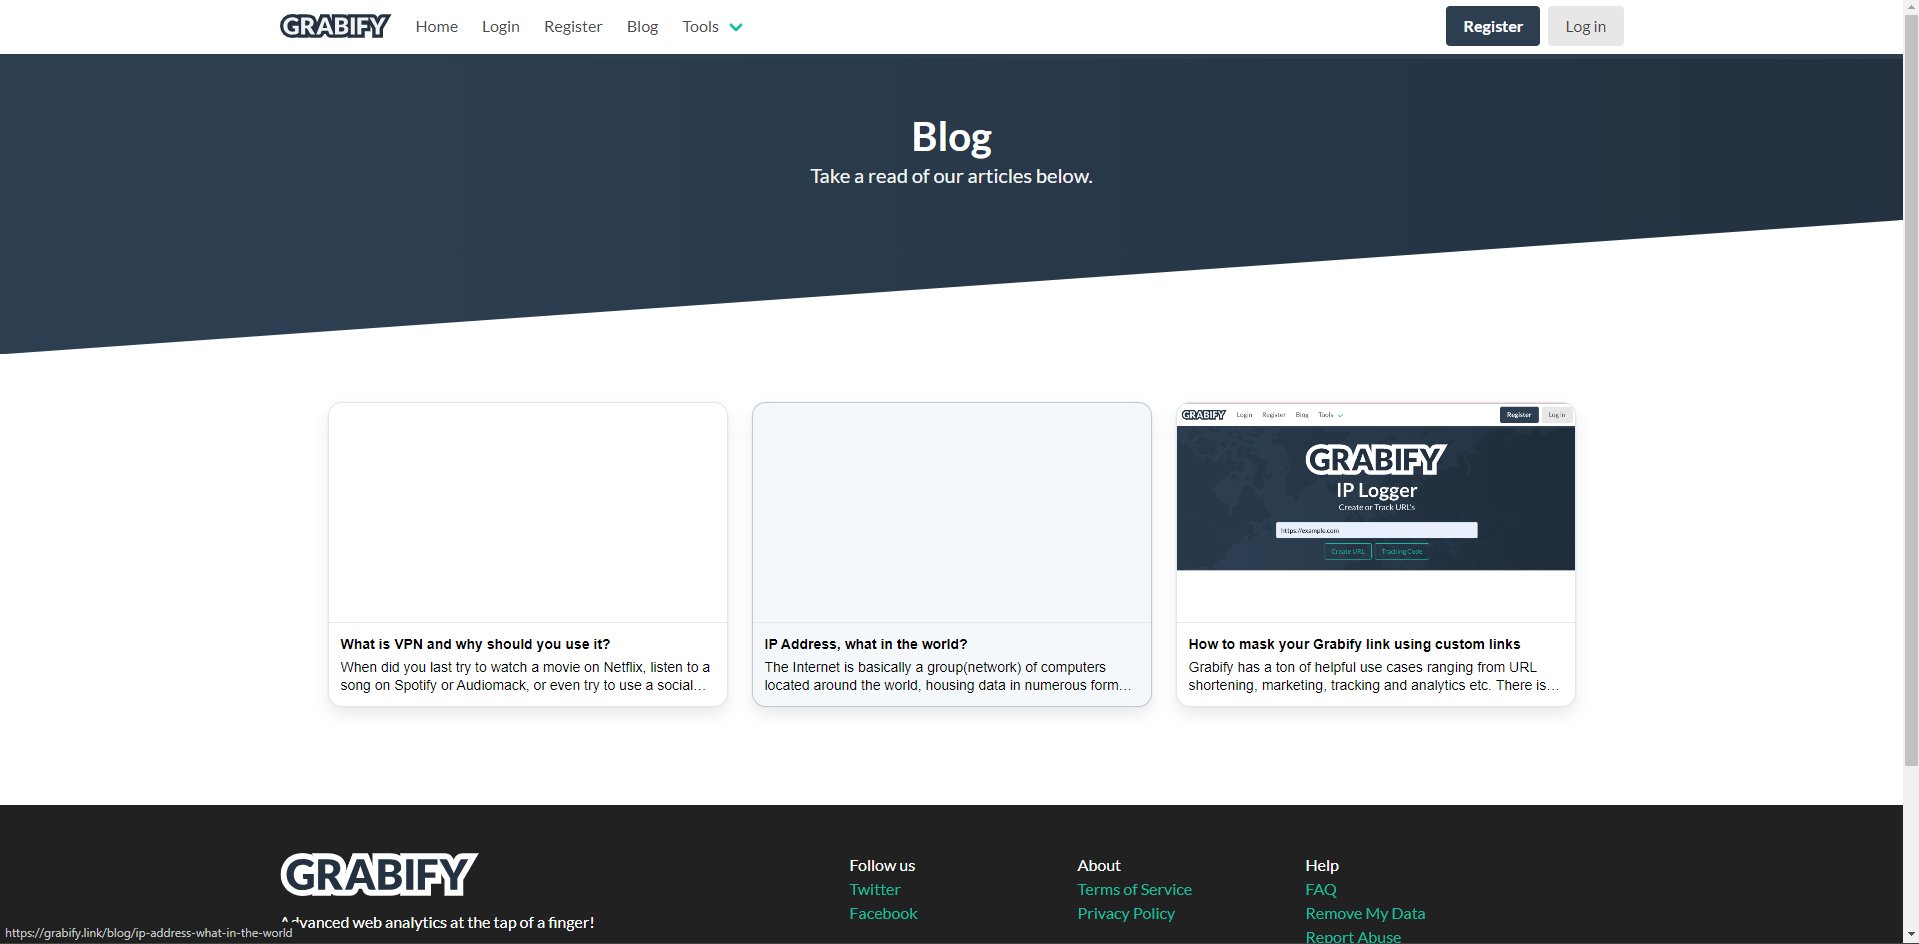 GRABIFY Home Login Register Blog Tools Register Log in
Blog
Take a read of our articles below.
What is VPN and why should you use it?
When did you last try to watch a movie on Netflix, listen to a
song on Spotify or Audiomack, or even try to use a social...
IP Address, what in the world?
The Internet is basically a group(network) of computers
located around the world, housing data in numerous form...
GRABIFY Login Register Blog Tools Register Log in
GRABIFY
IP Logger
Create or Track URL's
https://example.com
Create URL Tracking Code
How to mask your Grabify link using custom links
Grabify has a ton of helpful use cases ranging from URL
shortening, marketing, tracking and analytics etc. There is...
GRABIFY
Advanced web analytics at the tap of a finger!
Follow us
Twitter
Facebook
About
Terms of Service
Privacy Policy
Help
FAQ
Remove My Data
Report Abuse
https://grabify.link/blog/ip-address-what-in-the-world